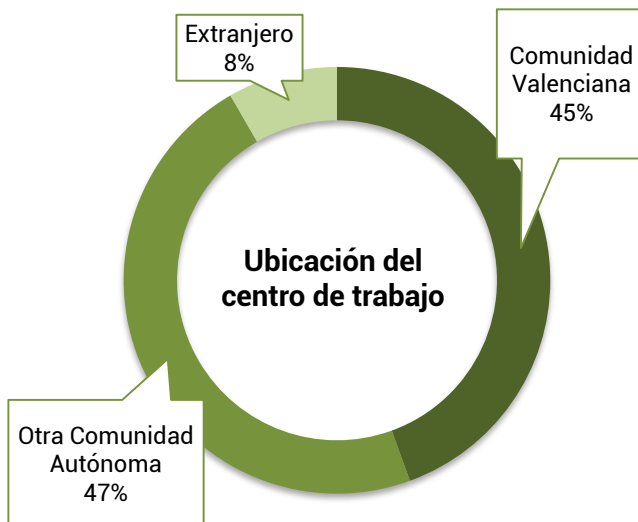 Extranjero
8%
Comunidad
Valenciana
45%
Ubicación del
centro de trabajo
Otra Comunidad
Autónoma
47%